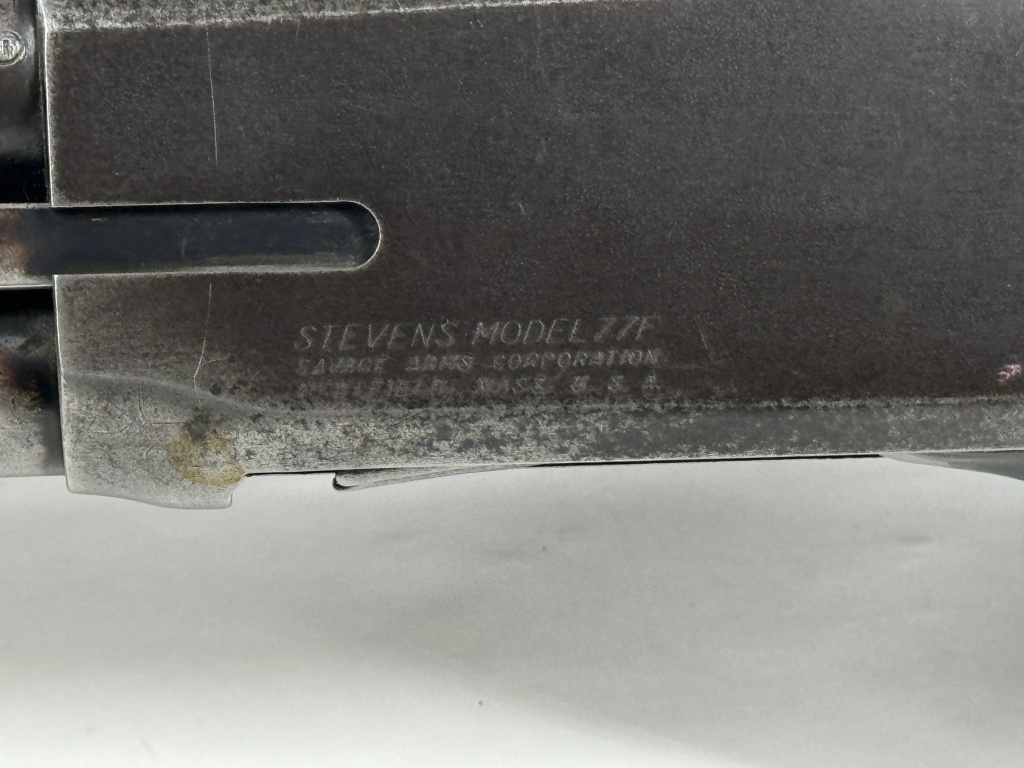 STEVENS MODEL 77F
SAVAGE ARMS CORPORATION
MASS. U. S. A.